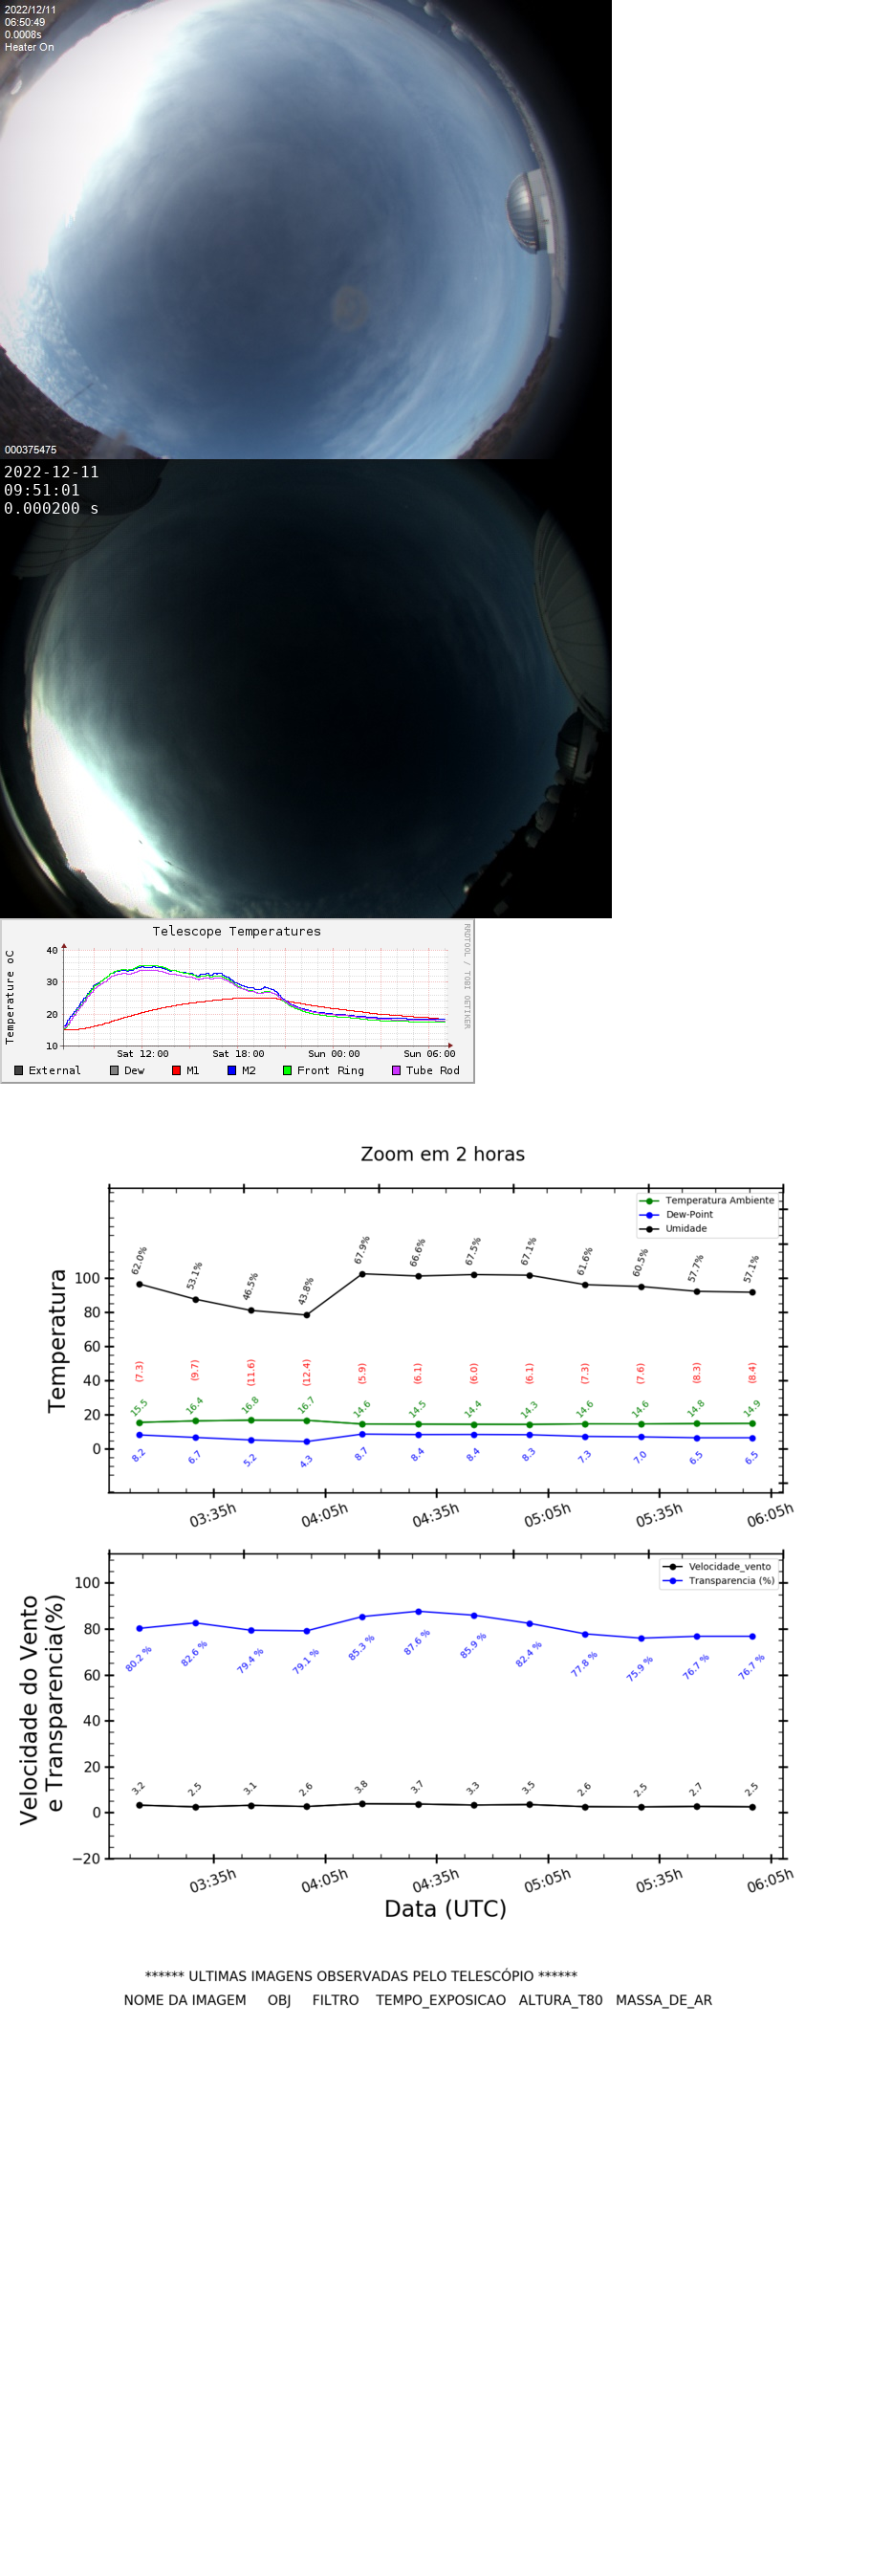 2022/12/11
06:50:49
0.0008s
Heater On
000375475
2022-12-11
09:51:01
0.000200 s
Telescope Temperatures
RRDTOOL / TOBI OETIKER
Temperature oC
40
30
20
10
Sat 12:00 Sat 18:00 Sun 00:00 Sun 06:00
External Dew M1 M2 Front Ring Tube Rod
Zoom em 2 horas
Temperatura Ambiente
Dew-Point
Umidade
Temperatura
100
80
60
40
20
0
62.0% 53.1% 46.5% 43.8% 67.9% 66.6% 67.5% 67.1% 61.6% 60.5% 57.7% 57.1%
(7.3) (9.7) (11.6) (12.4) (5.9) (6.1) (6.0) (6.1) (7.3) (7.6) (8.3) (8.4)
15.5 16.4 16.8 16.7 14.6 14.5 14.4 14.3 14.6 14.6 14.8 14.9
8.2 6.7 5.2 4.3 8.7 8.4 8.4 8.3 7.3 7.0 6.5 6.5
03:35h 04:05h 04:35h 05:05h 05:35h 06:05h
Velocidade_vento
Transparencia (%)
Velocidade do Vento
e Transparencia(%)
100
80
60
40
20
0
−20
80.2 % 82.6 % 79.4 % 79.1 % 85.3 % 87.6 % 85.9 % 82.4 % 77.8 % 75.9 % 76.7 % 76.7 %
3.2 2.5 3.1 2.6 3.8 3.7 3.3 3.5 2.6 2.5 2.7 2.5
03:35h 04:05h 04:35h 05:05h 05:35h 06:05h
Data (UTC)
****** ULTIMAS IMAGENS OBSERVADAS PELO TELESCÓPIO ******
NOME DA IMAGEM OBJ FILTRO TEMPO_EXPOSICAO ALTURA_T80 MASSA_DE_AR